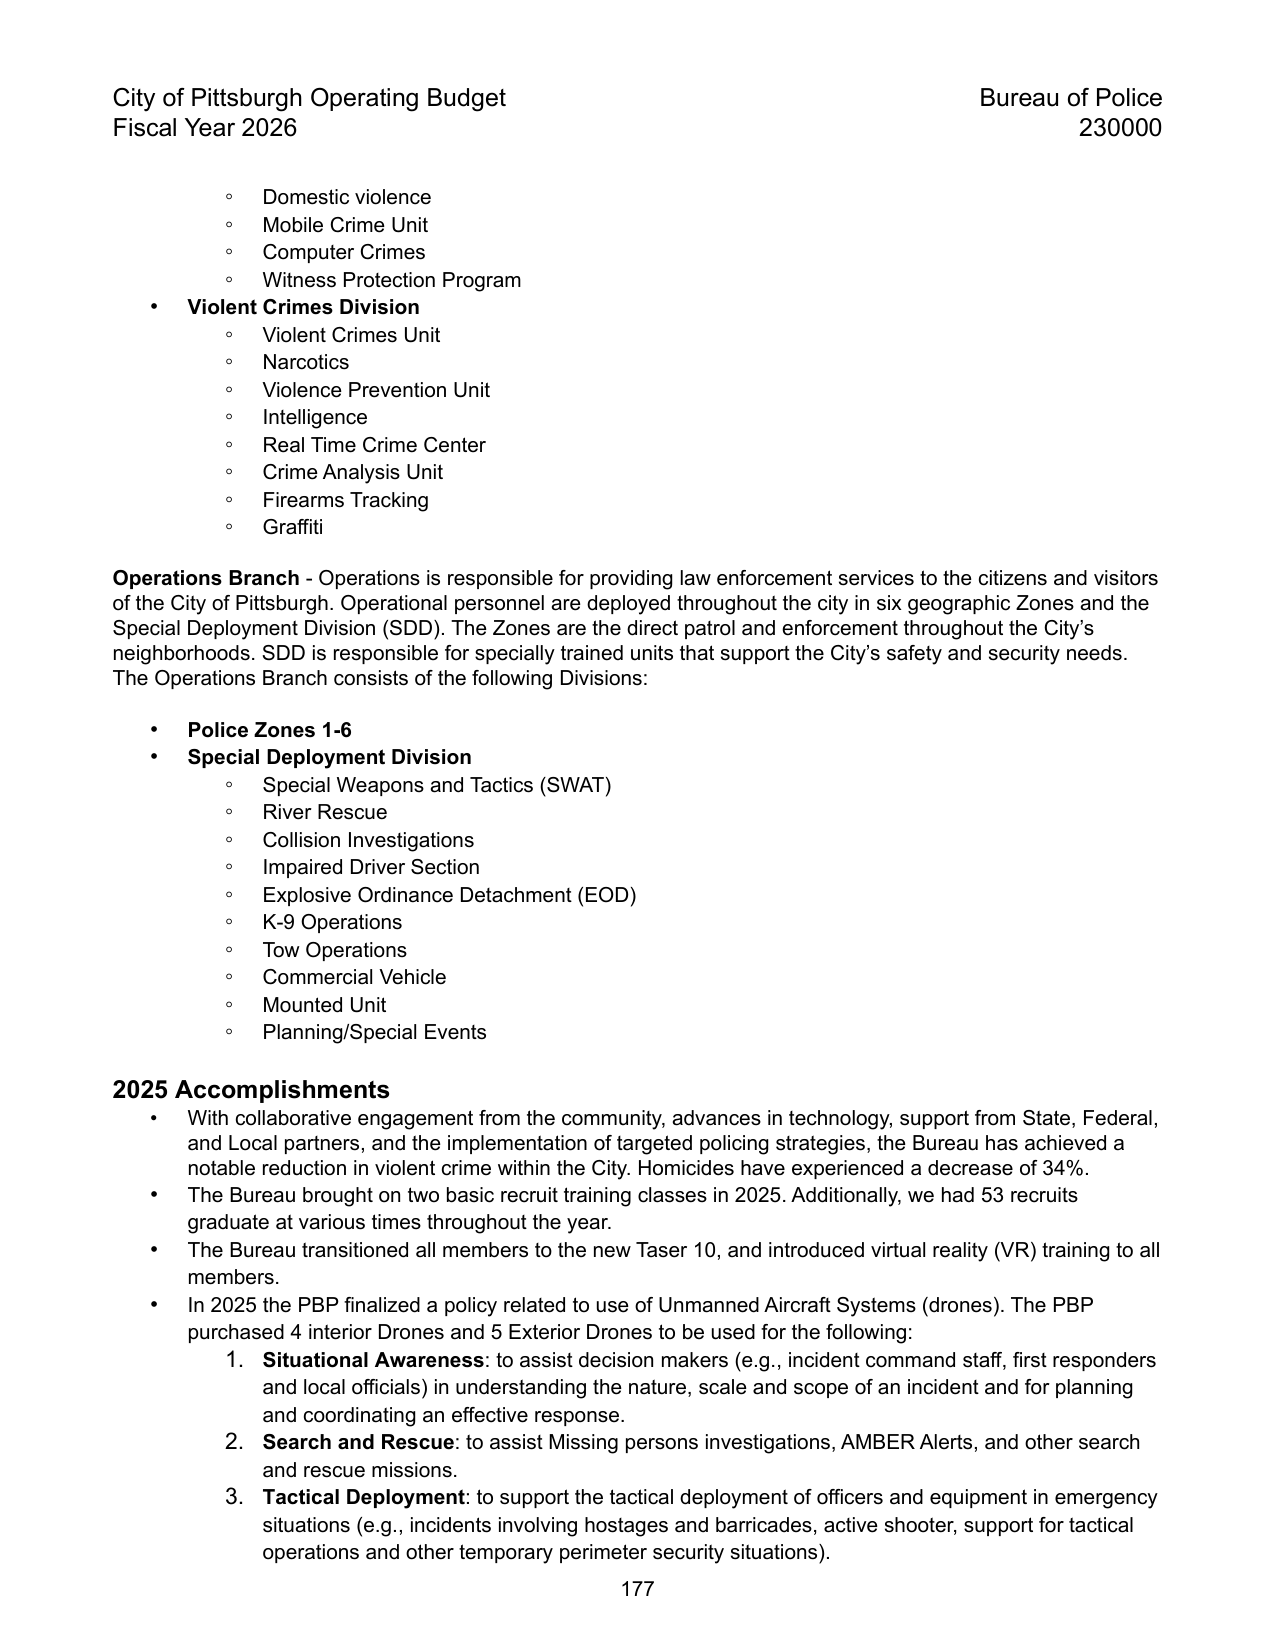 City of Pittsburgh Operating Budget
Fiscal Year 2026
Bureau of Police
230000
◦ Domestic violence
◦ Mobile Crime Unit
◦ Computer Crimes
◦ Witness Protection Program
• Violent Crimes Division
◦ Violent Crimes Unit
◦ Narcotics
◦ Violence Prevention Unit
◦ Intelligence
◦ Real Time Crime Center
◦ Crime Analysis Unit
◦ Firearms Tracking
◦ Graffiti
Operations Branch - Operations is responsible for providing law enforcement services to the citizens and visitors
of the City of Pittsburgh. Operational personnel are deployed throughout the city in six geographic Zones and the
Special Deployment Division (SDD). The Zones are the direct patrol and enforcement throughout the City’s
neighborhoods. SDD is responsible for specially trained units that support the City’s safety and security needs.
The Operations Branch consists of the following Divisions:
• Police Zones 1-6
• Special Deployment Division
◦ Special Weapons and Tactics (SWAT)
◦ River Rescue
◦ Collision Investigations
◦ Impaired Driver Section
◦ Explosive Ordinance Detachment (EOD)
◦ K-9 Operations
◦ Tow Operations
◦ Commercial Vehicle
◦ Mounted Unit
◦ Planning/Special Events
2025 Accomplishments
• With collaborative engagement from the community, advances in technology, support from State, Federal,
and Local partners, and the implementation of targeted policing strategies, the Bureau has achieved a
notable reduction in violent crime within the City. Homicides have experienced a decrease of 34%.
• The Bureau brought on two basic recruit training classes in 2025. Additionally, we had 53 recruits
graduate at various times throughout the year.
• The Bureau transitioned all members to the new Taser 10, and introduced virtual reality (VR) training to all
members.
• In 2025 the PBP finalized a policy related to use of Unmanned Aircraft Systems (drones). The PBP
purchased 4 interior Drones and 5 Exterior Drones to be used for the following:
1. Situational Awareness: to assist decision makers (e.g., incident command staff, first responders
and local officials) in understanding the nature, scale and scope of an incident and for planning
and coordinating an effective response.
2. Search and Rescue: to assist Missing persons investigations, AMBER Alerts, and other search
and rescue missions.
3. Tactical Deployment: to support the tactical deployment of officers and equipment in emergency
situations (e.g., incidents involving hostages and barricades, active shooter, support for tactical
operations and other temporary perimeter security situations).
177